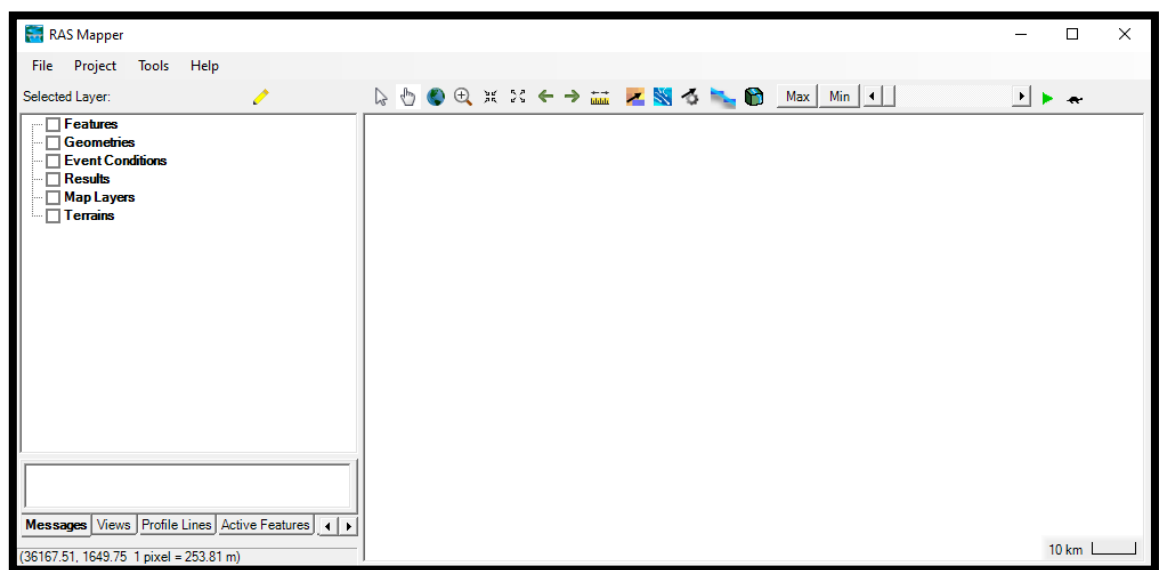 RAS Mapper
File Project Tools Help
Selected Layer:
Max Min
Features
Geometries
Event Conditions
Results
Map Layers
Terrains
Messages Views Profile Lines Active Features
(36167.51, 1649.75 1 pixel = 253.81 m)
10 km